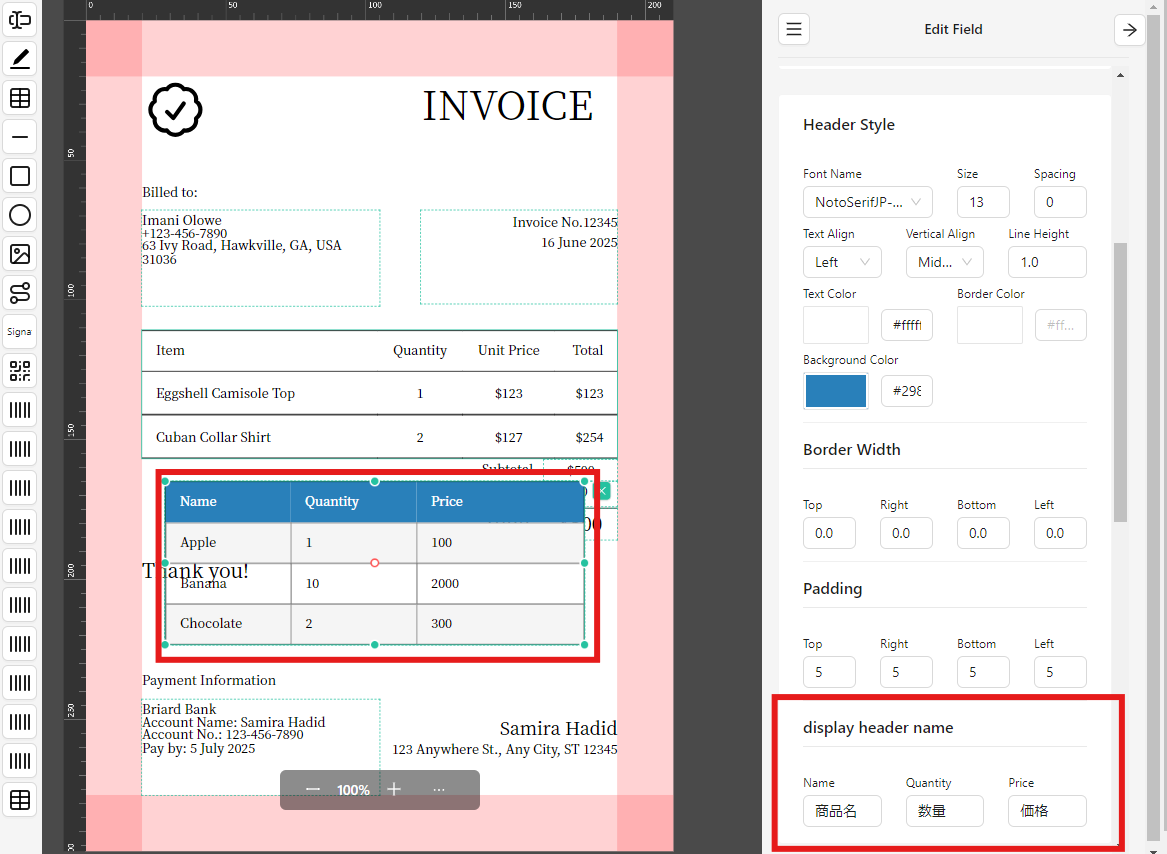 0 50 100 150 200
Edit Field
50
100
150
200
250
Signa
INVOICE
Billed to:
Imani Olowe
+123-456-7890
63 Ivy Road, Hawkville, GA, USA
31036
Invoice No.12345
16 June 2025
Item Quantity Unit Price Total
Eggshell Camisole Top 1 $123 $123
Cuban Collar Shirt 2 $127 $254
Subtotal $500
Name Quantity Price
Apple 1 100
Thank you!
Banana 10 2000
Chocolate 2 300
Payment Information
Briard Bank
Account Name: Samira Hadid
Account No.: 123-456-7890
Pay by: 5 July 2025
Samira Hadid
123 Anywhere St., Any City, ST 12345
100% ...
Header Style
Font Name Size Spacing
NotoSerifJP-... 13 0
Text Align Vertical Align Line Height
Left Mid... 1.0
Text Color Border Color
#ffff #ff...
Background Color
#298
Border Width
Top Right Bottom Left
0.0 0.0 0.0 0.0
Padding
Top Right Bottom Left
5 5 5 5
display header name
Name Quantity Price
商品名 数量 価格